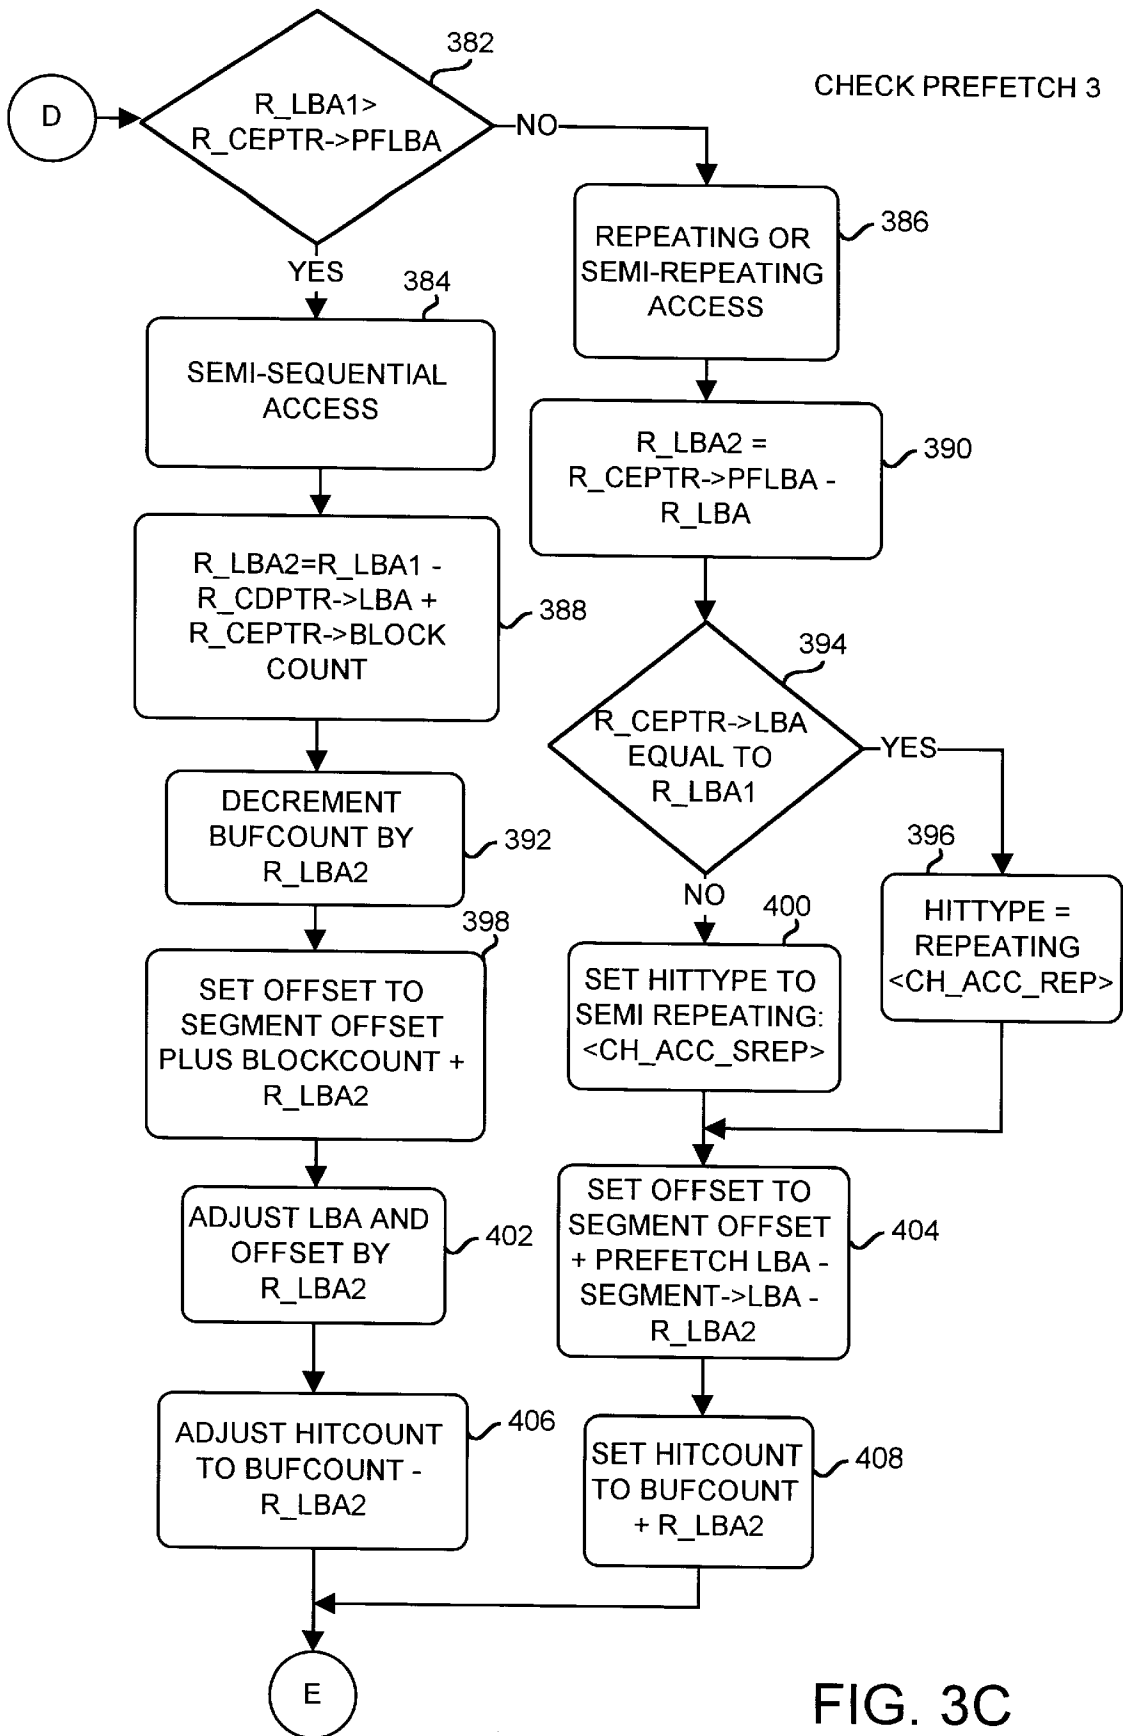 CHECK PREFETCH 3
D
R_LBA1>
R_CEPTR->PFLBA
382
NO
YES
384
SEMI-SEQUENTIAL
ACCESS
REPEATING OR
SEMI-REPEATING
ACCESS
386
R_LBA2 =
R_CEPTR->PFLBA -
R_LBA
390
R_LBA2=R_LBA1 -
R_CDPTR->LBA +
R_CEPTR->BLOCK
COUNT
388
R_CEPTR->LBA
EQUAL TO
R_LBA1
394
YES
NO
DECREMENT
BUFCOUNT BY
R_LBA2
392
396
HITTYPE =
REPEATING
<CH_ACC_REP>
398
SET OFFSET TO
SEGMENT OFFSET
PLUS BLOCKCOUNT +
R_LBA2
400
SET HITTYPE TO
SEMI REPEATING:
<CH_ACC_SREP>
ADJUST LBA AND
OFFSET BY
R_LBA2
402
SET OFFSET TO
SEGMENT OFFSET
+ PREFETCH LBA -
SEGMENT->LBA -
R_LBA2
404
ADJUST HITCOUNT
TO BUFCOUNT -
R_LBA2
406
SET HITCOUNT
TO BUFCOUNT
+ R_LBA2
408
E
FIG. 3C